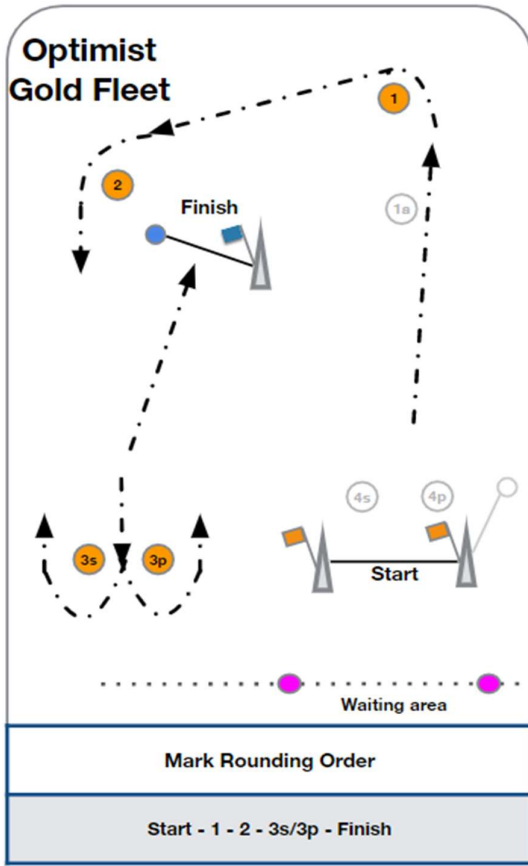 Optimist
Gold Fleet
1
2
1a
Finish
4s
4p
3s
3p
Start
Waiting area
Mark Rounding Order
Start - 1 - 2 - 3s/3p - Finish